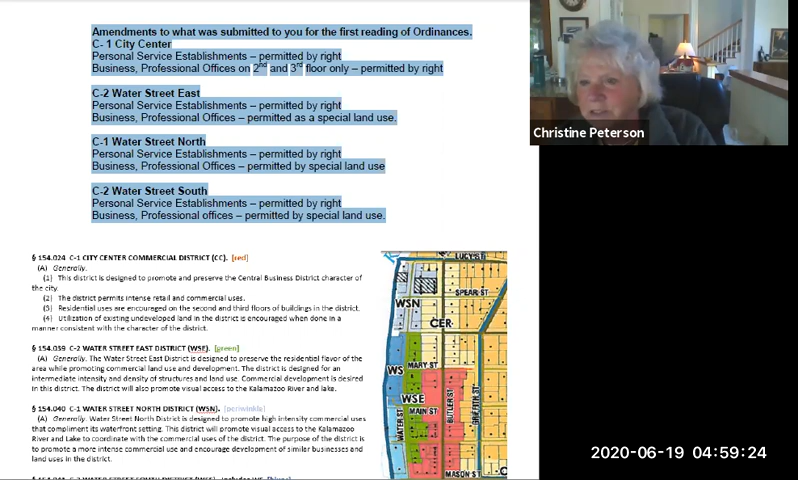 Amendments to what was submitted to you for the first reading of Ordinances.
C- 1 City Center
Personal Service Establishments – permitted by right
Business, Professional Offices on 2nd and 3rd floor only – permitted by right
C-2 Water Street East
Personal Service Establishments – permitted by right
Business, Professional Offices – permitted as a special land use.
C-1 Water Street North
Personal Service Establishments – permitted by right
Business, Professional Offices – permitted by special land use
C-2 Water Street South
Personal Service Establishments – permitted by right
Business, Professional offices – permitted by special land use.
§ 154.024 C-1 CITY CENTER COMMERCIAL DISTRICT (CC). [red]
(A) Generally.
(1) This district is designed to promote and preserve the Central Business District character of
the city.
(2) The district permits intense retail and commercial uses.
(3) Residential uses are encouraged on the second and third floors of buildings in the district.
(4) Utilization of existing undeveloped land in the district is encouraged when done in a
manner consistent with the character of the district.
§ 154.039 C-2 WATER STREET EAST DISTRICT (WSE). [green]
(A) Generally. The Water Street East District is designed to preserve the residential flavor of the
area while promoting commercial land use and development. The district is designed for an
intermediate intensity and density of structures and land use. Commercial development is desired
in this district. The district will also promote visual access to the Kalamazoo River and lake.
§ 154.040 C-1 WATER STREET NORTH DISTRICT (WSN). [periwinkle]
(A) Generally. Water Street North District is designed to promote high intensity commercial uses
that compliment its waterfront setting. This district will promote visual access to the Kalamazoo
River and Lake to coordinate with the commercial uses of the district. The purpose of the district is
to promote a more intense commercial use and encourage development of similar businesses and
land uses in the district.
LUCY ST
SPEAR ST
WSN
CER
MARY ST
WS
WSE
MAIN ST
WATER ST
BUTLER ST
GRIFFITH ST
MASON ST
C
Christine Peterson
2020-06-19 04:59:24